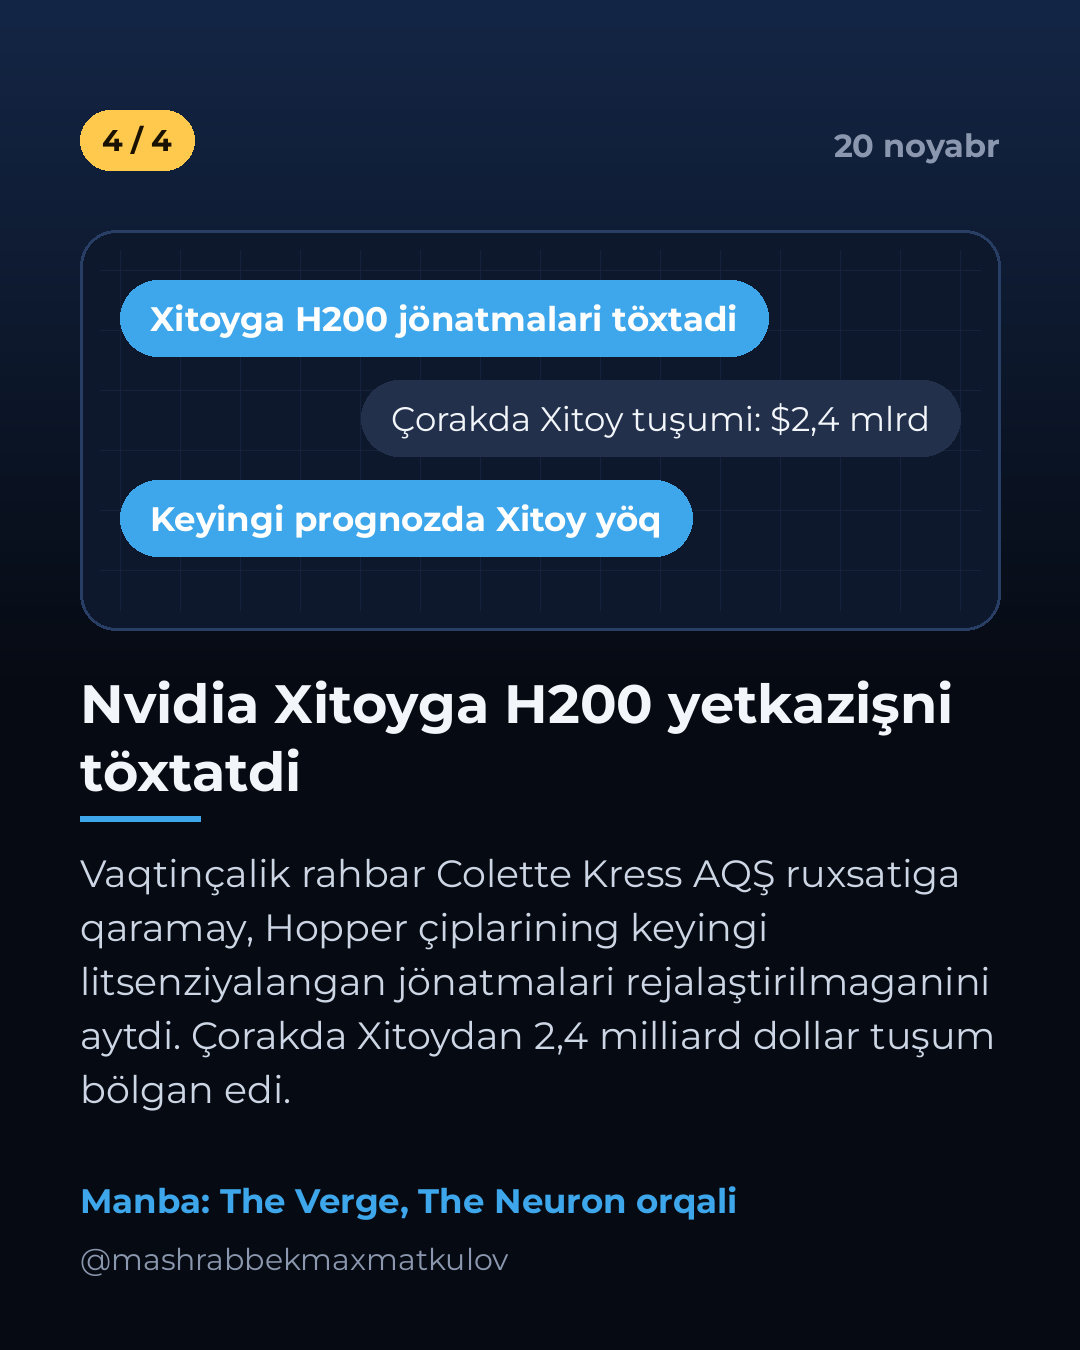 4 / 4
20 noyabr
Xitoyga H200 jönatmalari töxtadi
Çorakda Xitoy tuşumi: $2,4 mlrd
Keyingi prognozda Xitoy yöq
Nvidia Xitoyga H200 yetkazişni
töxtatdi
Vaqtinçalik rahbar Colette Kress AQŞ ruxsatiga
qaramay, Hopper çiplarining keyingi
litsenziyalangan jönatmalari rejalaştirilmaganini
aytdi. Çorakda Xitoydan 2,4 milliard dollar tuşum
bölgan edi.
Manba: The Verge, The Neuron orqali
@mashrabbekmaxmatkulov